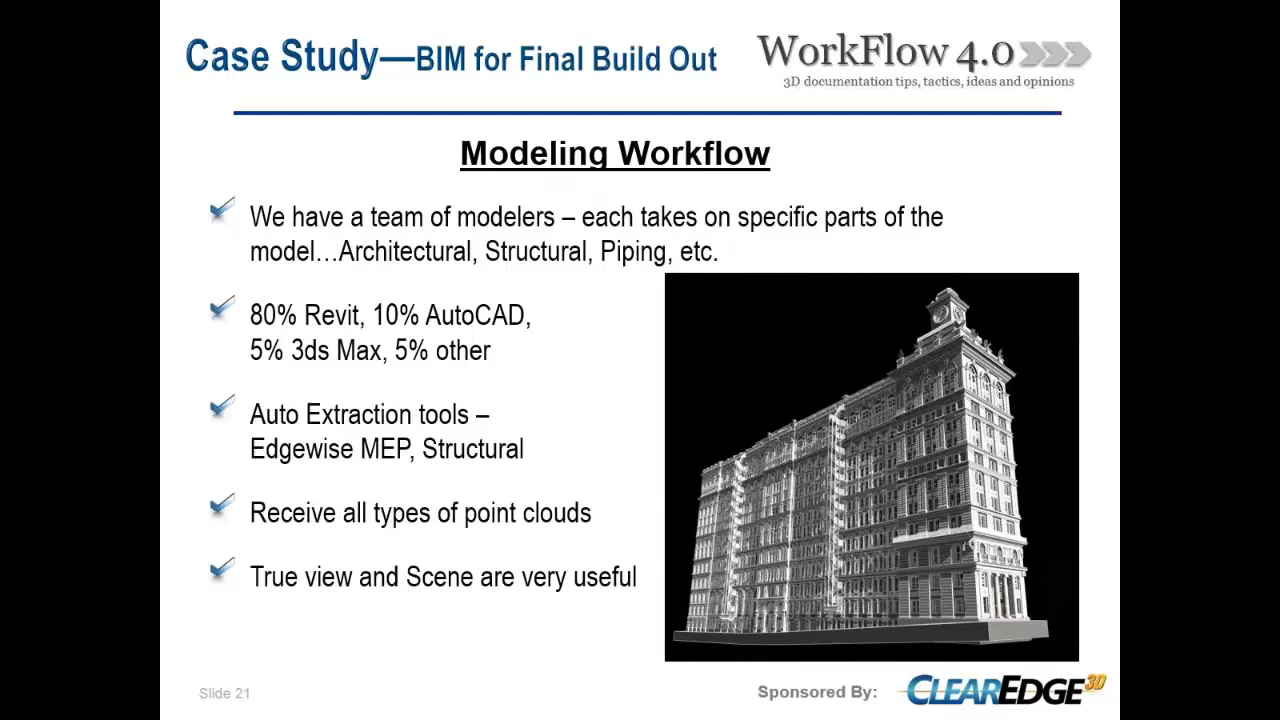 Case Study—BIM for Final Build Out
WorkFlow 4.0
3D documentation tips, tactics, ideas and opinions
Modeling Workflow
We have a team of modelers – each takes on specific parts of the
model…Architectural, Structural, Piping, etc.
80% Revit, 10% AutoCAD,
5% 3ds Max, 5% other
Auto Extraction tools –
Edgewise MEP, Structural
Receive all types of point clouds
True view and Scene are very useful
Slide 21
Sponsored By:
CLEAREDGE3D